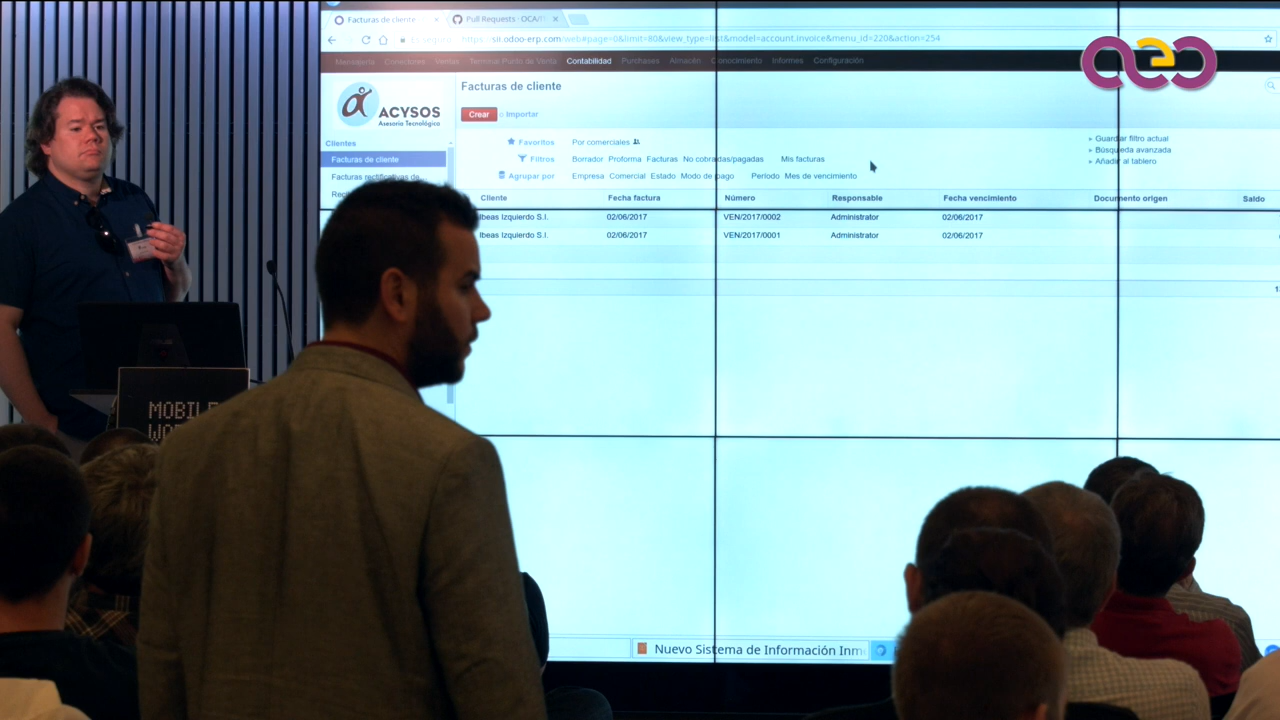 Facturas de cliente
Pull Requests · OCA/
https://sii.odoo-erp.com/web#page=0&limit=80&view_type=list&model=account.invoice&menu_id=220&action=254
aec
Mensajería Conectores Ventas Terminal Punto de Venta Contabilidad Purchases Almacén Conocimiento Informes Configuración
ACYSOS
Asesoría Tecnológica
Facturas de cliente
Crear o Importar
Clientes
Facturas de cliente
Facturas rectificativas de...
Favoritos Por comerciales
Filtros Borrador Proforma Facturas No cobradas/pagadas Mis facturas
Agrupar por Empresa Comercial Estado Modo de pago Periodo Mes de vencimiento
Guardar filtro actual
Búsqueda avanzada
Añadir al tablero
Cliente Fecha factura Número Responsable Fecha vencimiento Documento origen Saldo
Ibeas Izquierdo S.l. 02/06/2017 VEN/2017/0002 Administrator 02/06/2017
Ibeas Izquierdo S.l. 02/06/2017 VEN/2017/0001 Administrator 02/06/2017
MOBILE
Nuevo Sistema de Información Inm